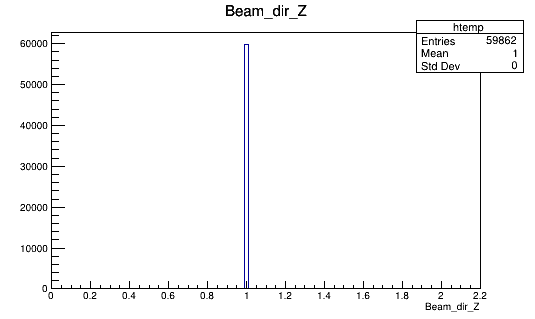 Beam_dir_Z
htemp
Entries 59862
Mean 1
Std Dev 0
60000
50000
40000
30000
20000
10000
0
0 0.2 0.4 0.6 0.8 1 1.2 1.4 1.6 1.8 2 2.2
Beam_dir_Z